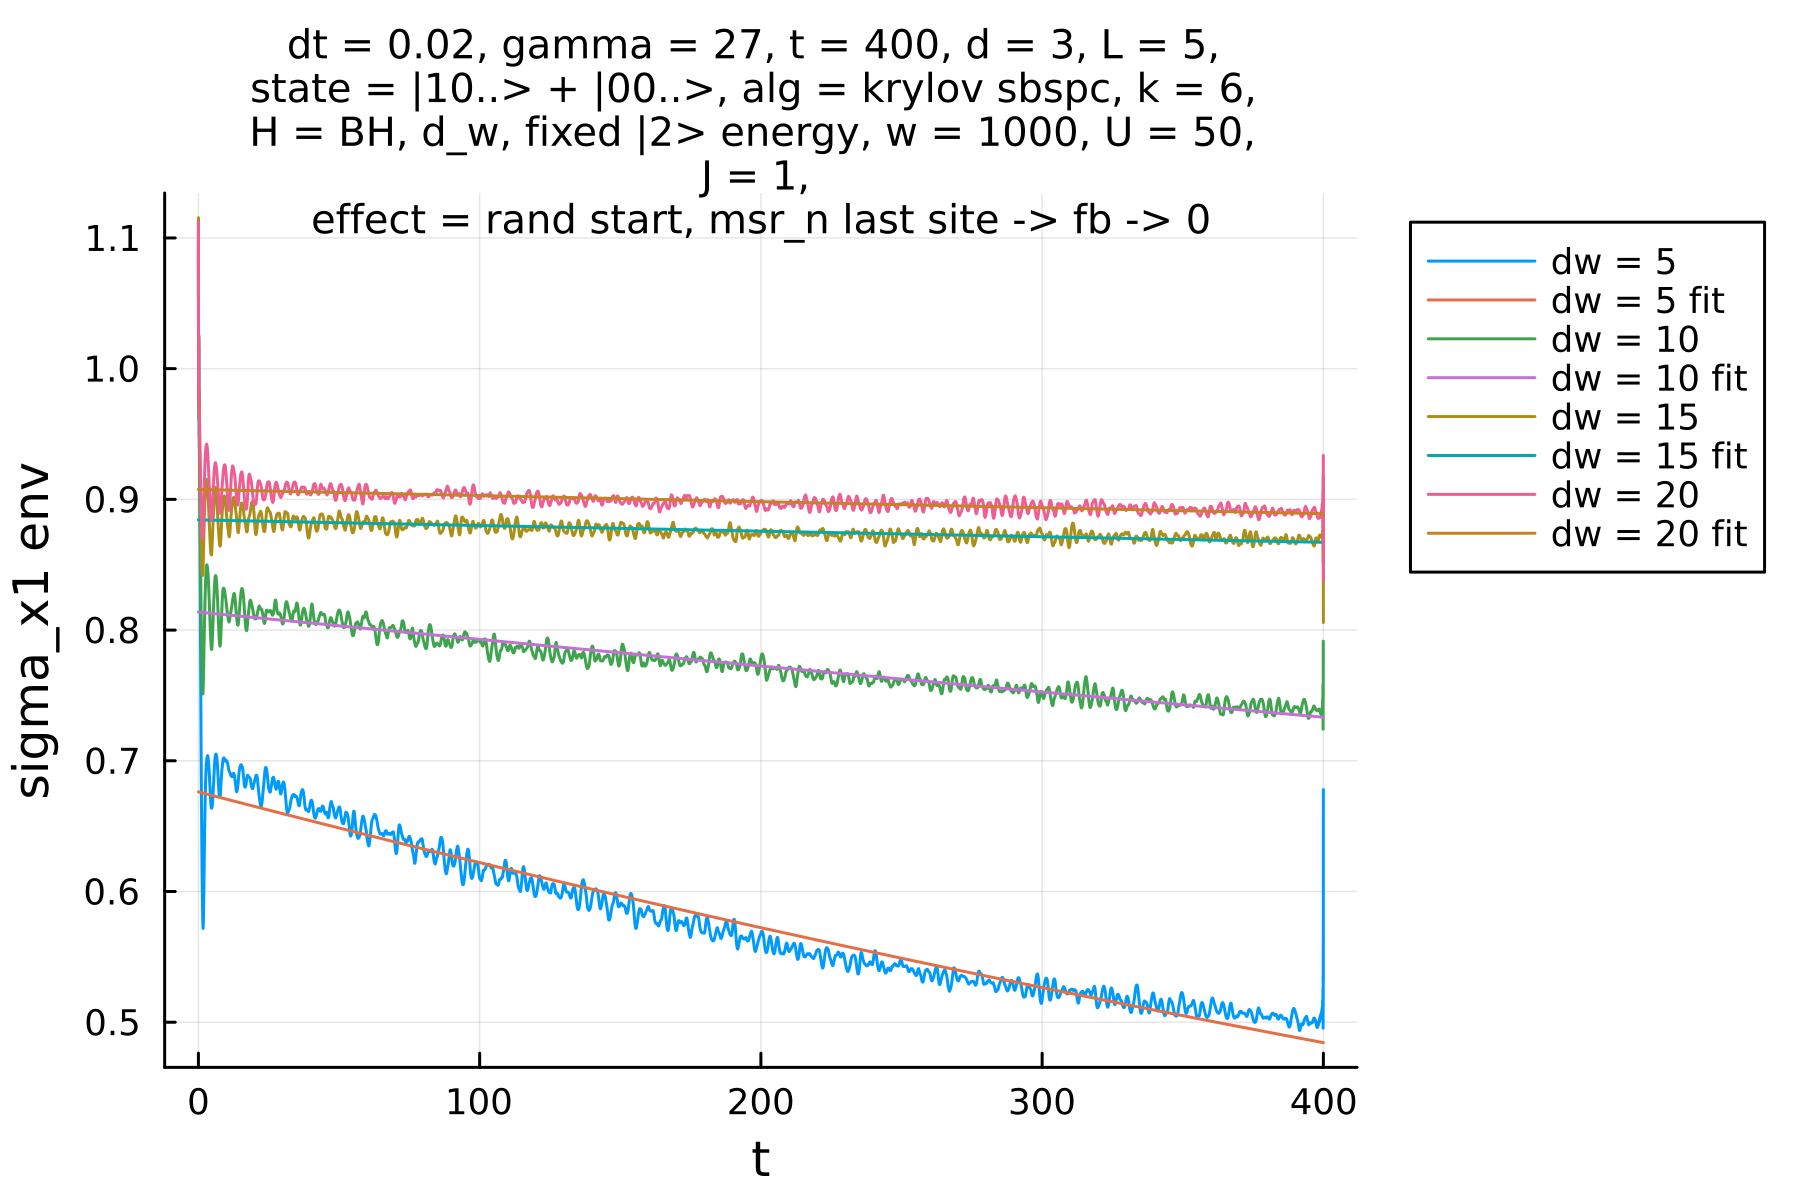 dt = 0.02, gamma = 27, t = 400, d = 3, L = 5,
state = |10..> + |00..>, alg = krylov sbspc, k = 6,
H = BH, d_w, fixed |2> energy, w = 1000, U = 50,
J = 1,
effect = rand start, msr_n last site -> fb -> 0
sigma_x1 env
1.1
1.0
0.9
0.8
0.7
0.6
0.5
0
100
200
300
400
t
dw = 5
dw = 5 fit
dw = 10
dw = 10 fit
dw = 15
dw = 15 fit
dw = 20
dw = 20 fit